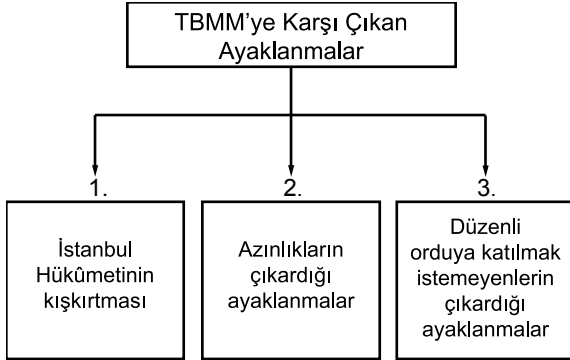 TBMM'ye Karşı Çıkan
Ayaklanmalar
1.
İstanbul
Hükûmetinin
kışkırtması
2.
Azınlıkların
çıkardığı
ayaklanmalar
3.
Düzenli
orduya katılmak
istemeyenlerin
çıkardığı
ayaklanmalar